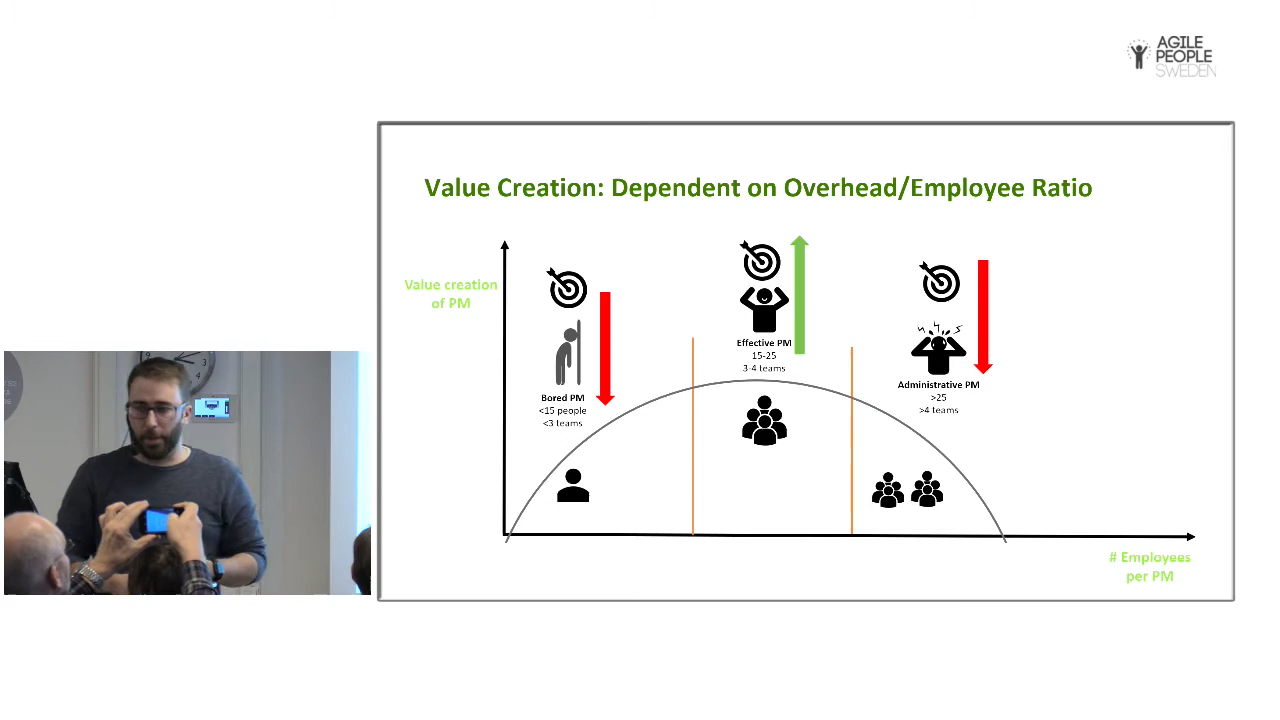 AGILE
PEOPLE
SWEDEN
Value Creation: Dependent on Overhead/Employee Ratio
Value creation
of PM
Bored PM
<15 people
<3 teams
Effective PM
15-25
3-4 teams
Administrative PM
>25
>4 teams
# Employees
per PM